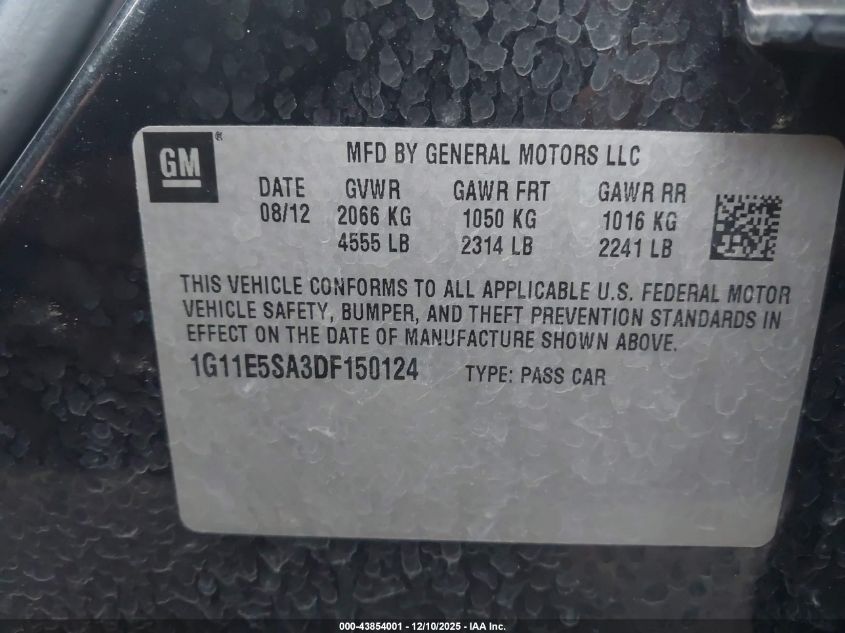 GM®
MFD BY GENERAL MOTORS LLC
DATE GVWR GAWR FRT GAWR RR
08/12 2066 KG 1050 KG 1016 KG
4555 LB 2314 LB 2241 LB
THIS VEHICLE CONFORMS TO ALL APPLICABLE U.S. FEDERAL MOTOR
VEHICLE SAFETY, BUMPER, AND THEFT PREVENTION STANDARDS IN
EFFECT ON THE DATE OF MANUFACTURE SHOWN ABOVE.
1G11E5SA3DF150124 TYPE: PASS CAR
000-43854001 - 12/10/2025 - IAA Inc.